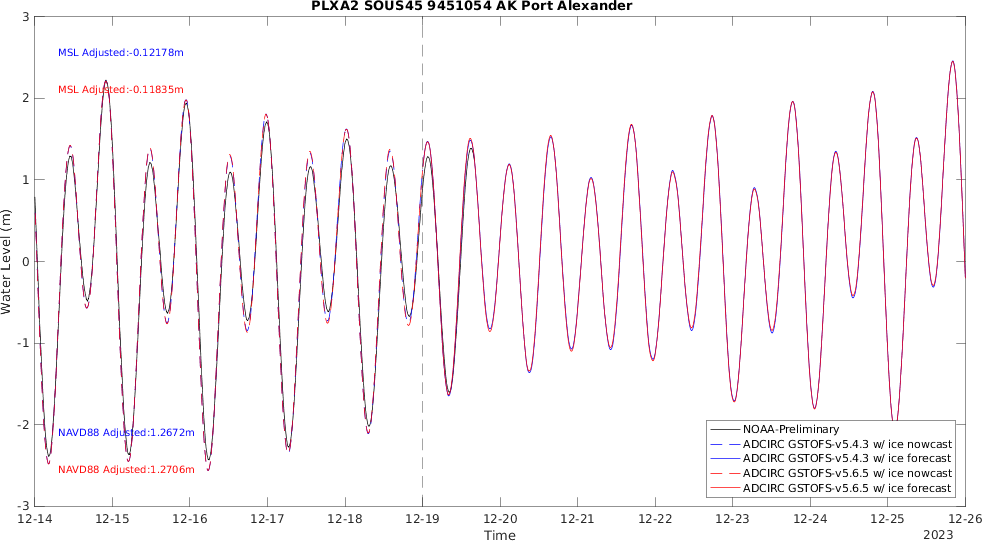 PLXA2 SOUS45 9451054 AK Port Alexander
3
2
1
0
-1
-2
-3
Water Level (m)
MSL Adjusted:-0.12178m
MSL Adjusted:-0.11835m
NAVD88 Adjusted:1.2672m
NAVD88 Adjusted:1.2706m
NOAA-Preliminary
ADCIRC GSTOFS-v5.4.3 w/ ice nowcast
ADCIRC GSTOFS-v5.4.3 w/ ice forecast
ADCIRC GSTOFS-v5.6.5 w/ ice nowcast
ADCIRC GSTOFS-v5.6.5 w/ ice forecast
12-14 12-15 12-16 12-17 12-18 12-19 12-20 12-21 12-22 12-23 12-24 12-25 12-26
Time
2023